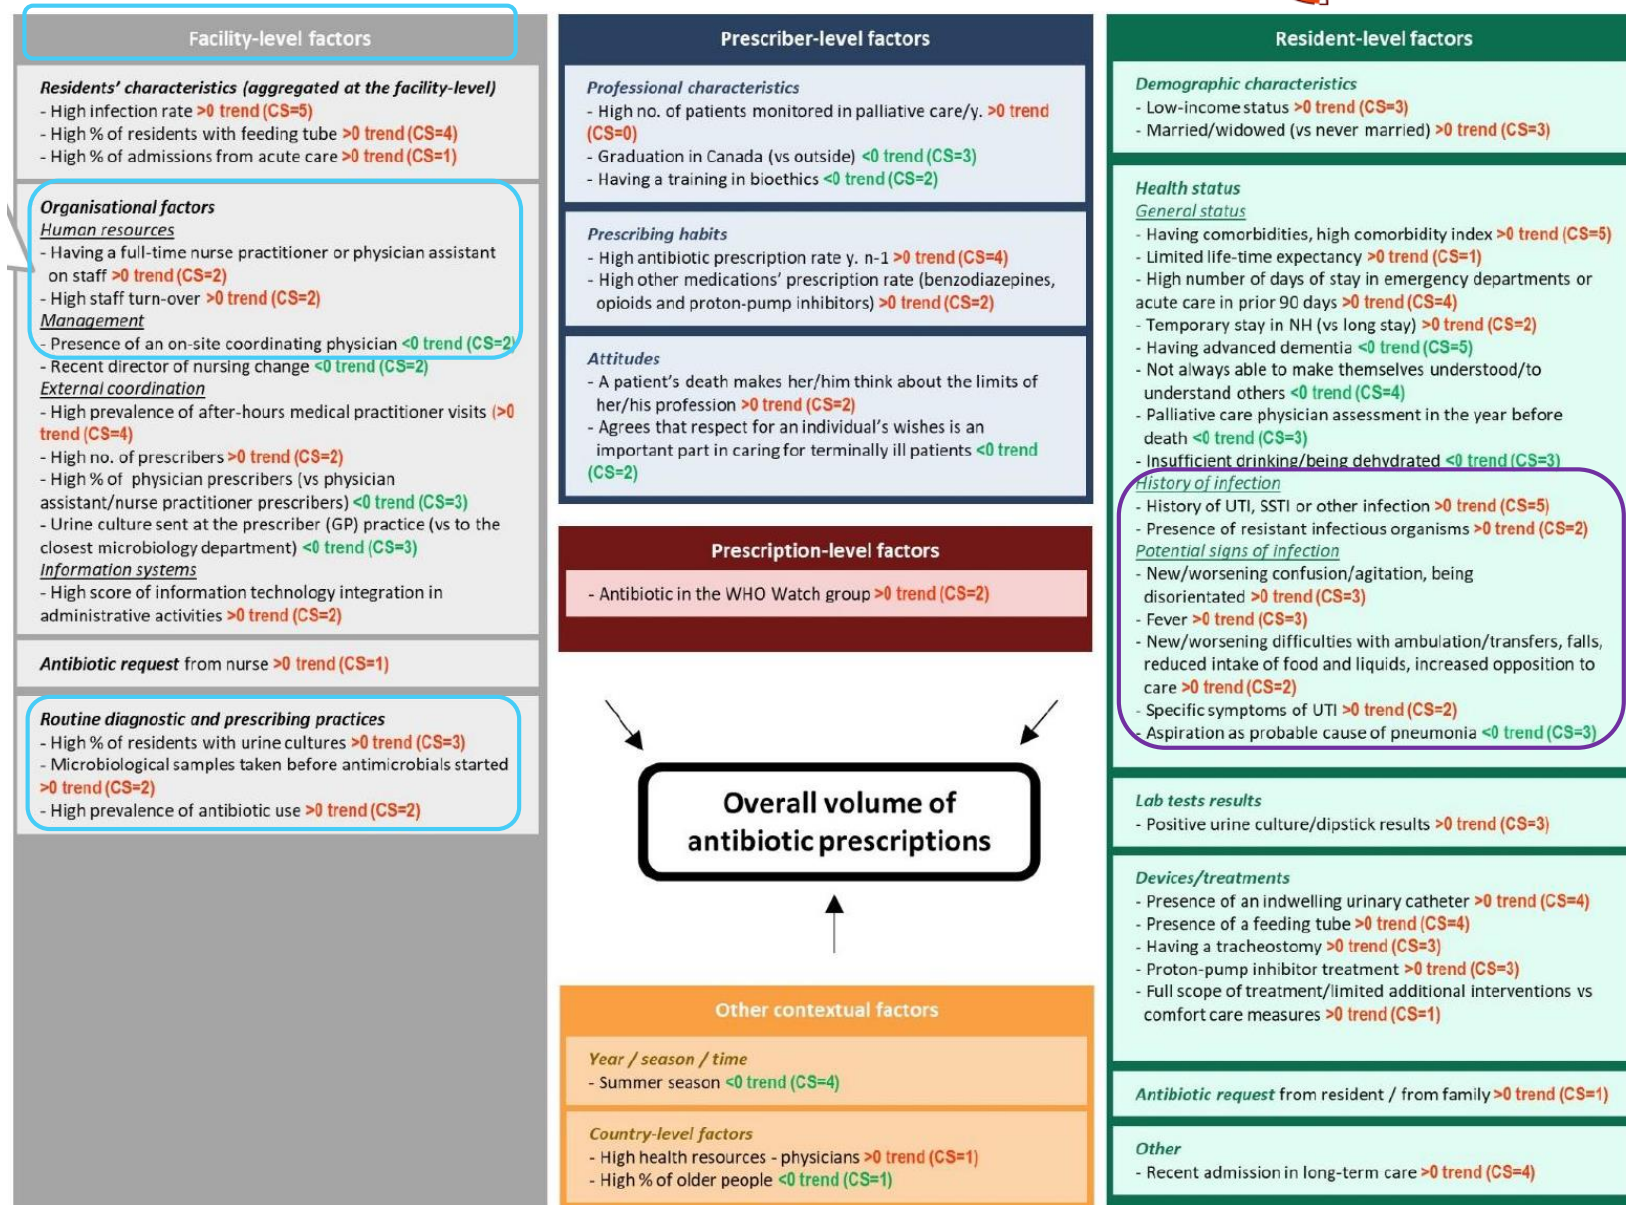 Facility-level factors
Residents' characteristics (aggregated at the facility-level)
- High infection rate >0 trend (CS=5)
- High % of residents with feeding tube >0 trend (CS=4)
- High % of admissions from acute care >0 trend (CS=1)
Organisational factors
Human resources
- Having a full-time nurse practitioner or physician assistant
on staff >0 trend (CS=2)
- High staff turn-over >0 trend (CS=2)
Management
- Presence of an on-site coordinating physician <0 trend (CS=2)
- Recent director of nursing change <0 trend (CS=2)
External coordination
- High prevalence of after-hours medical practitioner visits (>0
trend (CS=4)
- High no. of prescribers >0 trend (CS=2)
- High % of physician prescribers (vs physician
assistant/nurse practitioner prescribers) <0 trend (CS=3)
- Urine culture sent at the prescriber (GP) practice (vs to the
closest microbiology department) <0 trend (CS=3)
Information systems
- High score of information technology integration in
administrative activities >0 trend (CS=2)
Antibiotic request from nurse >0 trend (CS=1)
Routine diagnostic and prescribing practices
- High % of residents with urine cultures >0 trend (CS=3)
- Microbiological samples taken before antimicrobials started
>0 trend (CS=2)
- High prevalence of antibiotic use >0 trend (CS=2)
Prescriber-level factors
Professional characteristics
- High no. of patients monitored in palliative care/y. >0 trend
(CS=0)
- Graduation in Canada (vs outside) <0 trend (CS=3)
- Having a training in bioethics <0 trend (CS=2)
Prescribing habits
- High antibiotic prescription rate y. n-1 >0 trend (CS=4)
- High other medications' prescription rate (benzodiazepines,
opioids and proton-pump inhibitors) >0 trend (CS=2)
Attitudes
- A patient's death makes her/him think about the limits of
her/his profession >0 trend (CS=2)
- Agrees that respect for an individual's wishes is an
important part in caring for terminally ill patients <0 trend
(CS=2)
Prescription-level factors
- Antibiotic in the WHO Watch group >0 trend (CS=2)
Overall volume of
antibiotic prescriptions
Other contextual factors
Year / season / time
- Summer season <0 trend (CS=4)
Country-level factors
- High health resources - physicians >0 trend (CS=1)
- High % of older people <0 trend (CS=1)
Resident-level factors
Demographic characteristics
- Low-income status >0 trend (CS=3)
- Married/widowed (vs never married) >0 trend (CS=3)
Health status
General status
- Having comorbidities, high comorbidity index >0 trend (CS=5)
- Limited life-time expectancy >0 trend (CS=1)
- High number of days of stay in emergency departments or
acute care in prior 90 days >0 trend (CS=4)
- Temporary stay in NH (vs long stay) >0 trend (CS=2)
- Having advanced dementia <0 trend (CS=5)
- Not always able to make themselves understood/to
understand others <0 trend (CS=4)
- Palliative care physician assessment in the year before
death <0 trend (CS=3)
- Insufficient drinking/being dehydrated <0 trend (CS=3)
History of infection
- History of UTI, SSTI or other infection >0 trend (CS=5)
- Presence of resistant infectious organisms >0 trend (CS=2)
Potential signs of infection
- New/worsening confusion/agitation, being
disorientated >0 trend (CS=3)
- Fever >0 trend (CS=3)
- New/worsening difficulties with ambulation/transfers, falls,
reduced intake of food and liquids, increased opposition to
care >0 trend (CS=2)
- Specific symptoms of UTI >0 trend (CS=2)
- Aspiration as probable cause of pneumonia <0 trend (CS=3)
Lab tests results
- Positive urine culture/dipstick results >0 trend (CS=3)
Devices/treatments
- Presence of an indwelling urinary catheter >0 trend (CS=4)
- Presence of a feeding tube >0 trend (CS=4)
- Having a tracheostomy >0 trend (CS=3)
- Proton-pump inhibitor treatment >0 trend (CS=3)
- Full scope of treatment/limited additional interventions vs
comfort care measures >0 trend (CS=1)
Antibiotic request from resident / from family >0 trend (CS=1)
Other
- Recent admission in long-term care >0 trend (CS=4)